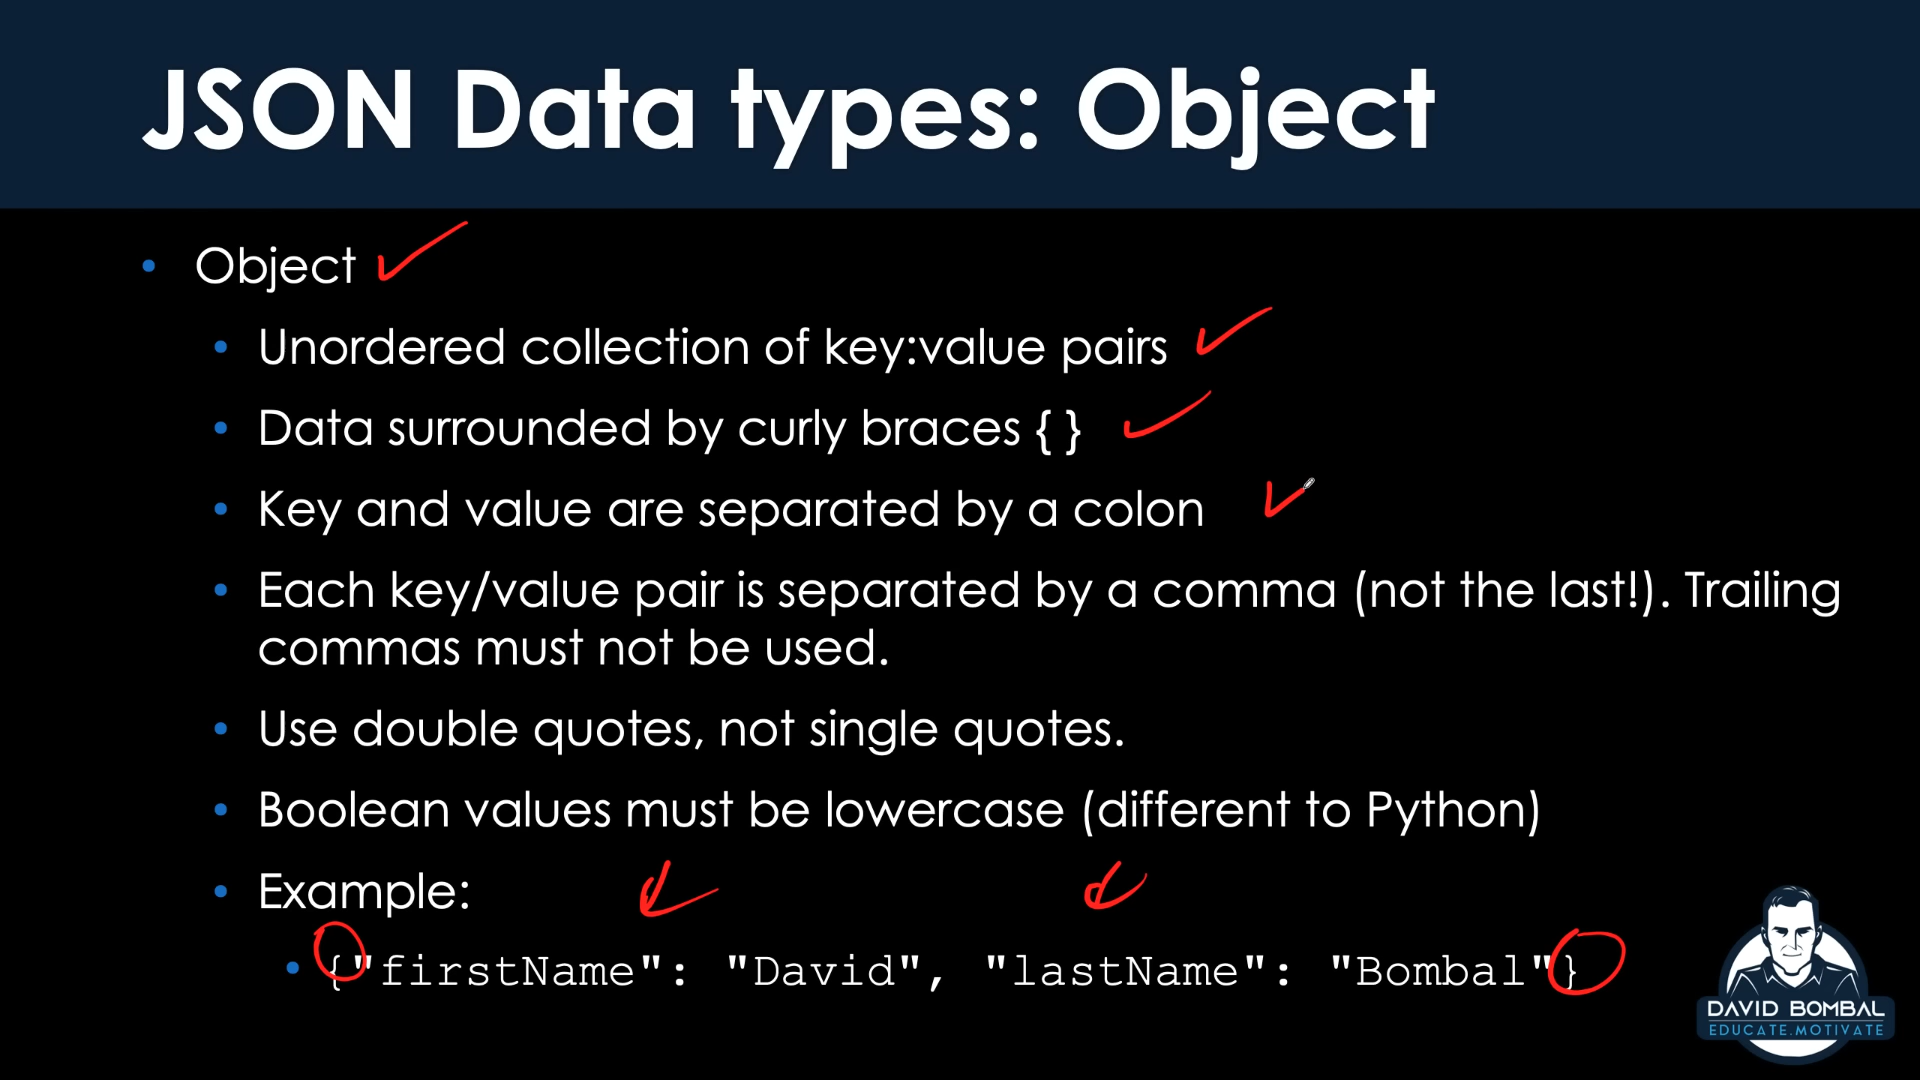 JSON Data types: Object
• Object
• Unordered collection of key:value pairs
• Data surrounded by curly braces { }
• Key and value are separated by a colon
• Each key/value pair is separated by a comma (not the last!). Trailing
commas must not be used.
• Use double quotes, not single quotes.
• Boolean values must be lowercase (different to Python)
• Example:
• {"firstName": "David", "lastName": "Bombal"}
DAVID BOMBAL
EDUCATE.MOTIVATE